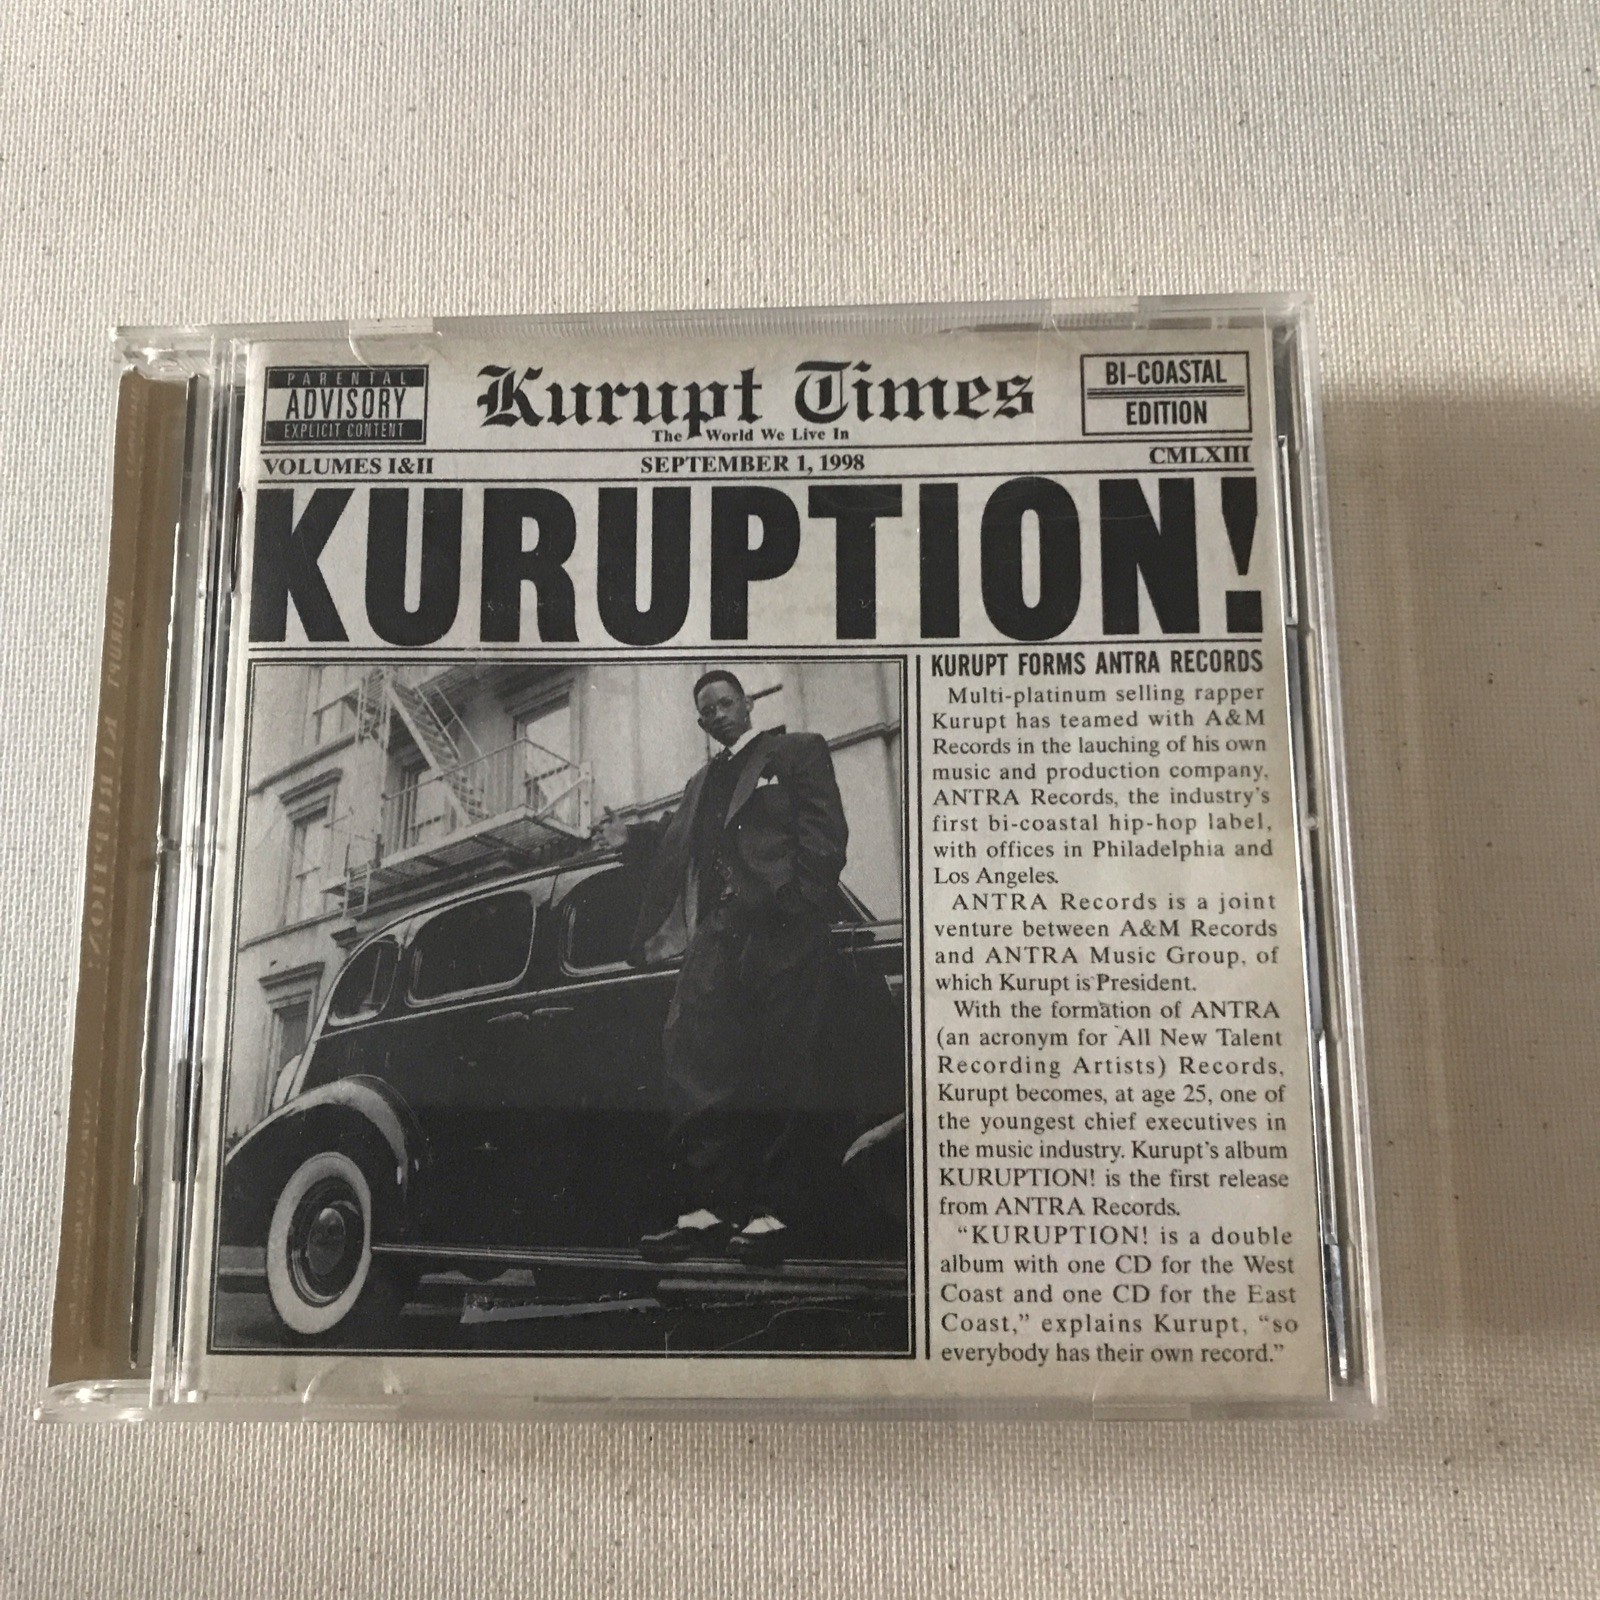 PARENTAL
ADVISORY
EXPLICIT CONTENT
Kurupt Times
The World We Live In
BI-COASTAL
EDITION
VOLUMES I&II
SEPTEMBER 1, 1998
CMLXIII
KURUPTION!
KURUPT FORMS ANTRA RECORDS
Multi-platinum selling rapper
Kurupt has teamed with A&M
Records in the lauching of his own
music and production company,
ANTRA Records, the industry's
first bi-coastal hip-hop label,
with offices in Philadelphia and
Los Angeles.
ANTRA Records is a joint
venture between A&M Records
and ANTRA Music Group, of
which Kurupt is President.
With the formation of ANTRA
(an acronym for All New Talent
Recording Artists) Records,
Kurupt becomes, at age 25, one of
the youngest chief executives in
the music industry. Kurupt's album
KURUPTION! is the first release
from ANTRA Records.
“KURUPTION! is a double
album with one CD for the West
Coast and one CD for the East
Coast,” explains Kurupt, “so
everybody has their own record.”
KURUPT KURUPTION!